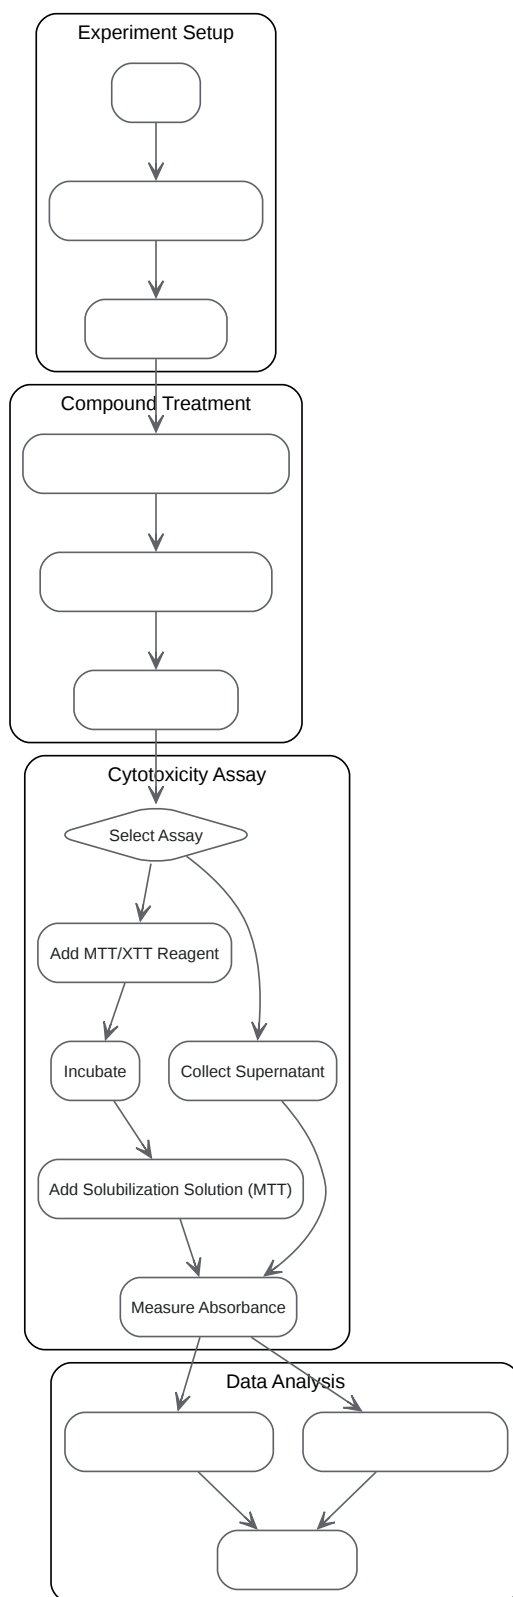 Experiment Setup
Compound Treatment
Cytotoxicity Assay
Select Assay
Add MTT/XTT Reagent
Incubate
Collect Supernatant
Add Solubilization Solution (MTT)
Measure Absorbance
Data Analysis